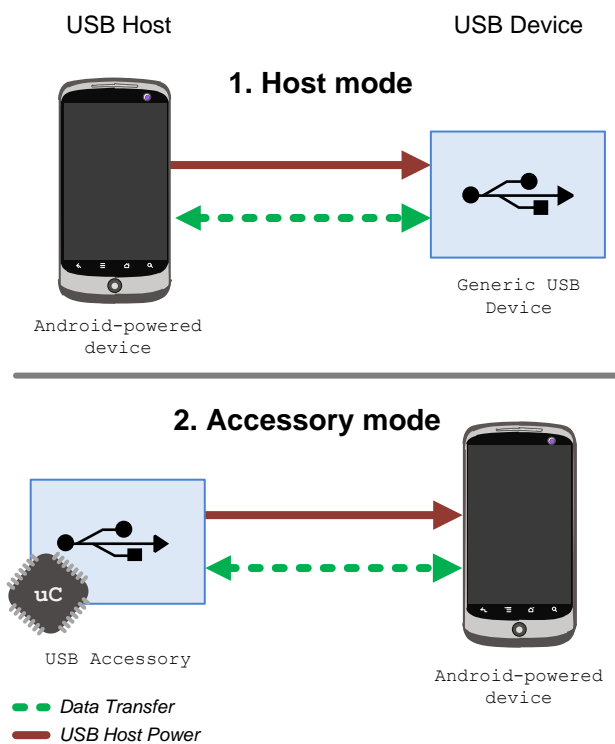 USB Host
USB Device
1. Host mode
Generic USB
Device
Android-powered
device
2. Accessory mode
uC
USB Accessory
Android-powered
device
Data Transfer
USB Host Power